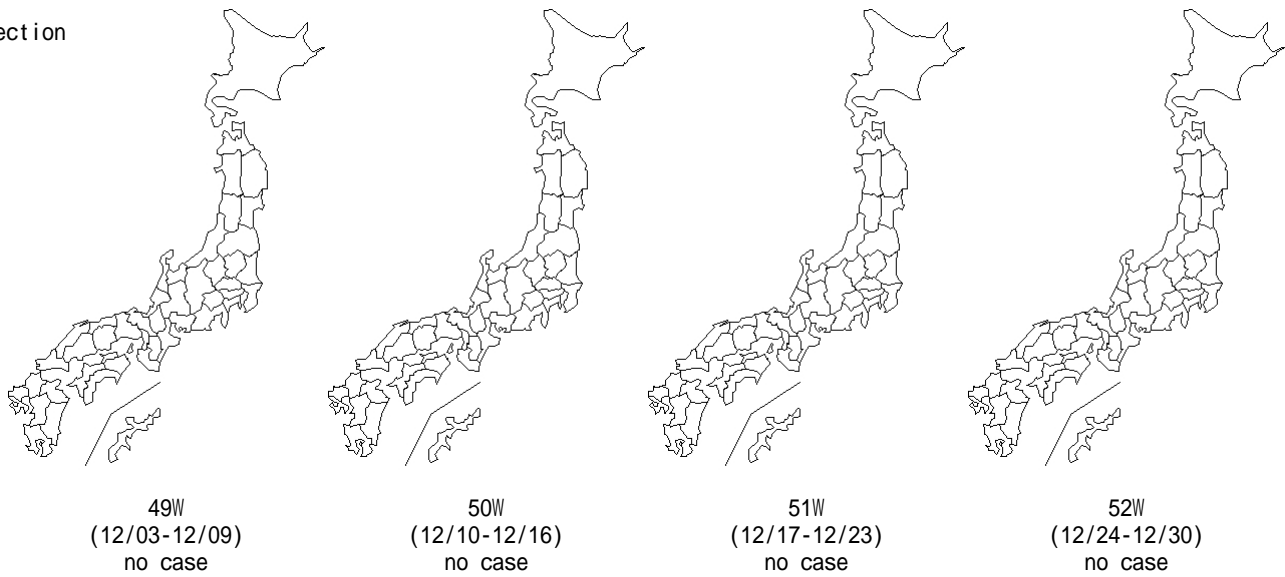 ection
49W
(12/03-12/09)
no case
50W
(12/10-12/16)
no case
51W
(12/17-12/23)
no case
52W
(12/24-12/30)
no case